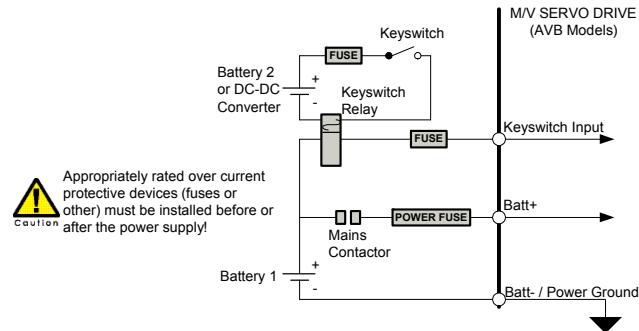 M/V SERVO DRIVE
(AVB Models)
Keyswitch
FUSE
Battery 2
or DC-DC
Converter
+
-
Keyswitch
Relay
FUSE
Keyswitch Input
Caution
Appropriately rated over current
protective devices (fuses or
other) must be installed before or
after the power supply!
Batt+
POWER FUSE
Mains
Contactor
Battery 1
+
-
Batt- / Power Ground